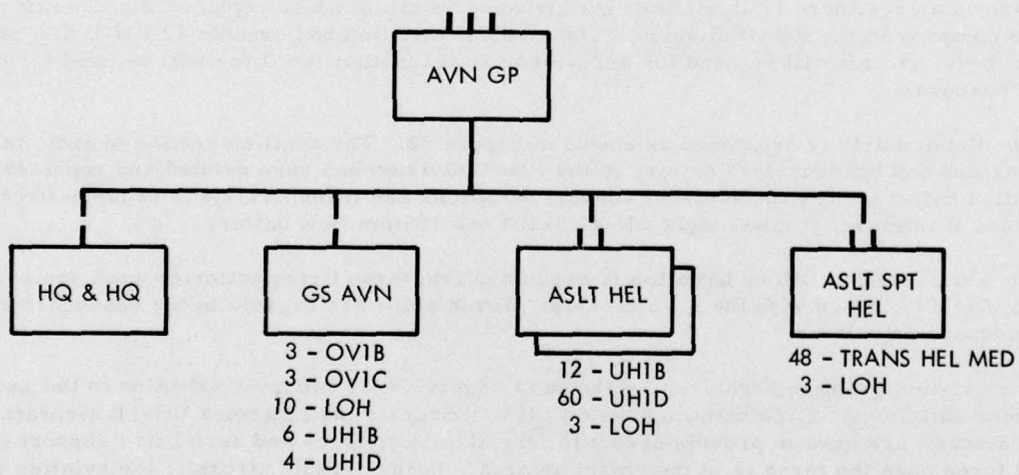 AVN GP
HQ & HQ
GS AVN
3 - OV1B
3 - OV1C
10 - LOH
6 - UH1B
4 - UH1D
ASLT HEL
12 - UH1B
60 - UH1D
3 - LOH
ASLT SPT
HEL
48 - TRANS HEL MED
3 - LOH